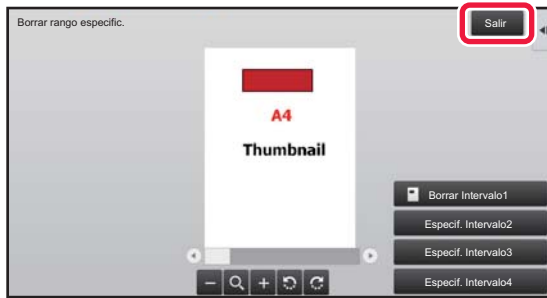 Borrar rango especific.
Salir
A4
Thumbnail
Borrar Intervalo1
Especif. Intervalo2
Especif. Intervalo3
Especif. Intervalo4